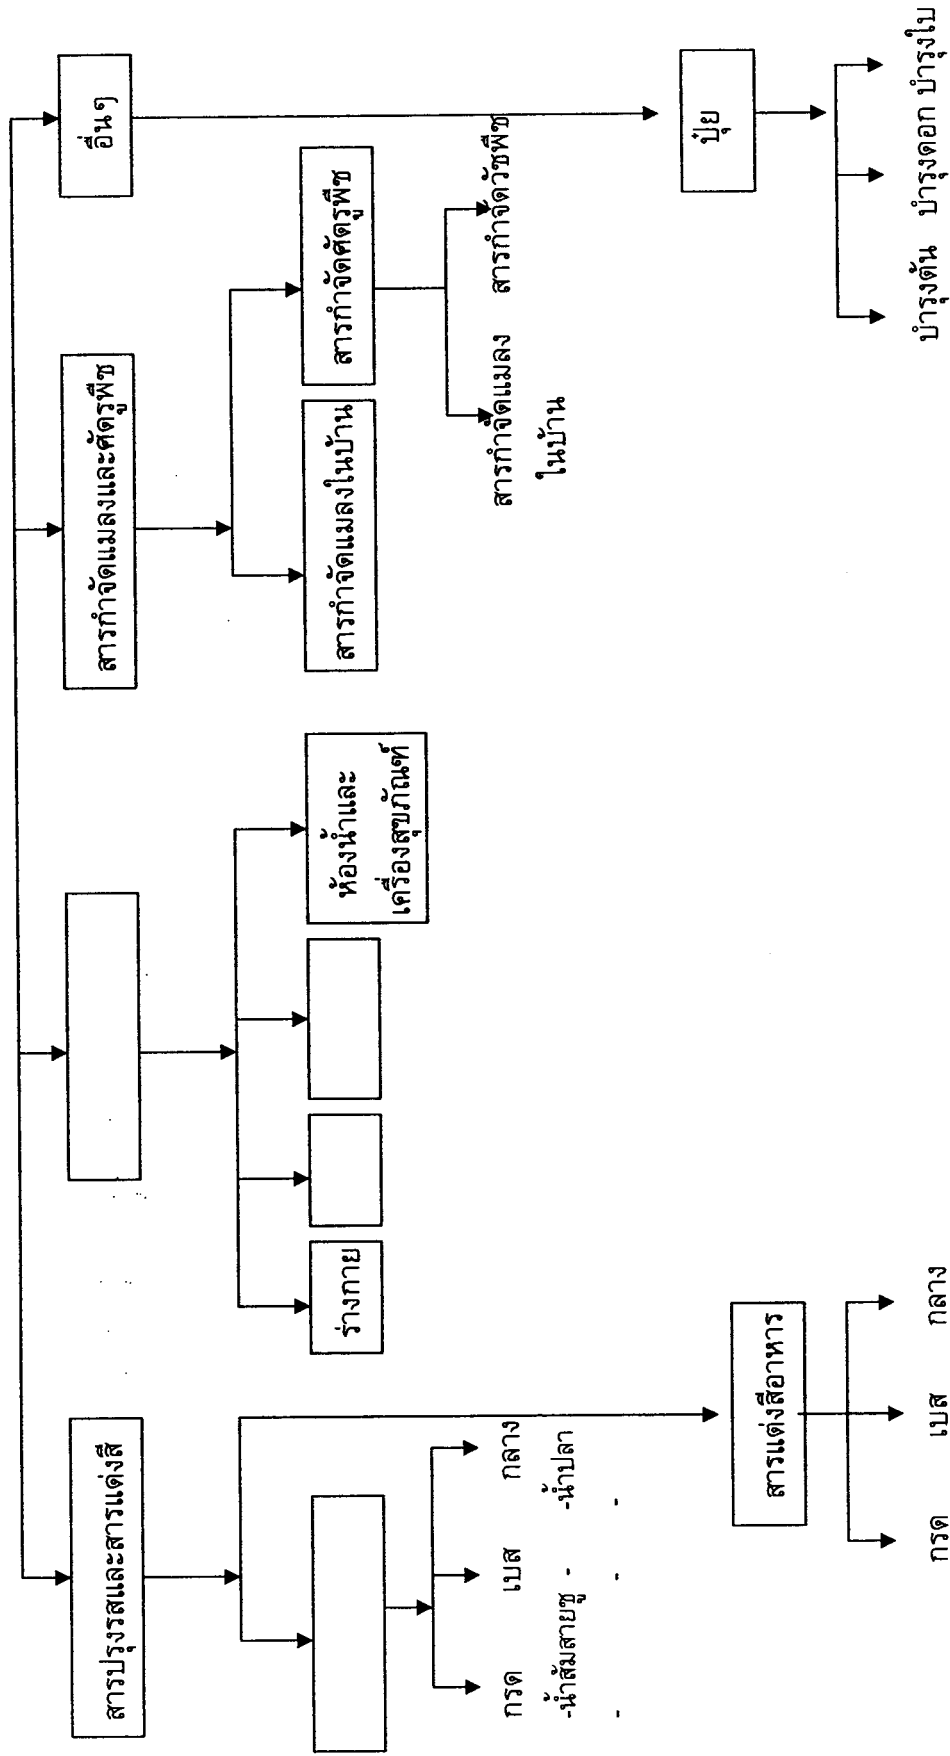 สารปรุงรสและสารแต่งสี
สารกำจัดแมลงและศัตรูพืช
อื่นๆ
ร่างกาย
ห้องน้ำและ
เครื่องสุขภัณฑ์
สารกำจัดแมลงในบ้าน
สารกำจัดศัตรูพืช
กรด เบส กลาง
-น้ำส้มสายชู - -น้ำปลา
- - -
สารกำจัดแมลง สารกำจัดวัชพืช
ในบ้าน
สารแต่งสีอาหาร
ปุ๋ย
กรด เบส กลาง
บำรุงต้น บำรุงดอก บำรุงใบ